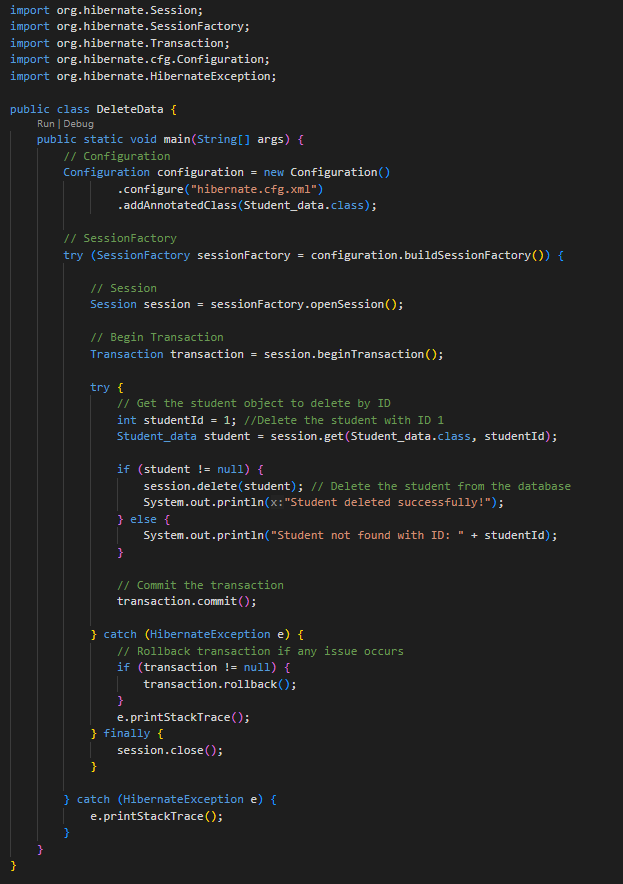 import org.hibernate.Session;
import org.hibernate.SessionFactory;
import org.hibernate.Transaction;
import org.hibernate.cfg.Configuration;
import org.hibernate.HibernateException;

public class DeleteData {
    Run | Debug
    public static void main(String[] args) {
        // Configuration
        Configuration configuration = new Configuration()
                .configure("hibernate.cfg.xml")
                .addAnnotatedClass(Student_data.class);

        // SessionFactory
        try (SessionFactory sessionFactory = configuration.buildSessionFactory()) {

            // Session
            Session session = sessionFactory.openSession();

            // Begin Transaction
            Transaction transaction = session.beginTransaction();

            try {
                // Get the student object to delete by ID
                int studentId = 1; //Delete the student with ID 1
                Student_data student = session.get(Student_data.class, studentId);

                if (student != null) {
                    session.delete(student); // Delete the student from the database
                    System.out.println(x:"Student deleted successfully!");
                } else {
                    System.out.println("Student not found with ID: " + studentId);
                }

                // Commit the transaction
                transaction.commit();

            } catch (HibernateException e) {
                // Rollback transaction if any issue occurs
                if (transaction != null) {
                    transaction.rollback();
                }
                e.printStackTrace();
            } finally {
                session.close();
            }

        } catch (HibernateException e) {
            e.printStackTrace();
        }
    }
}